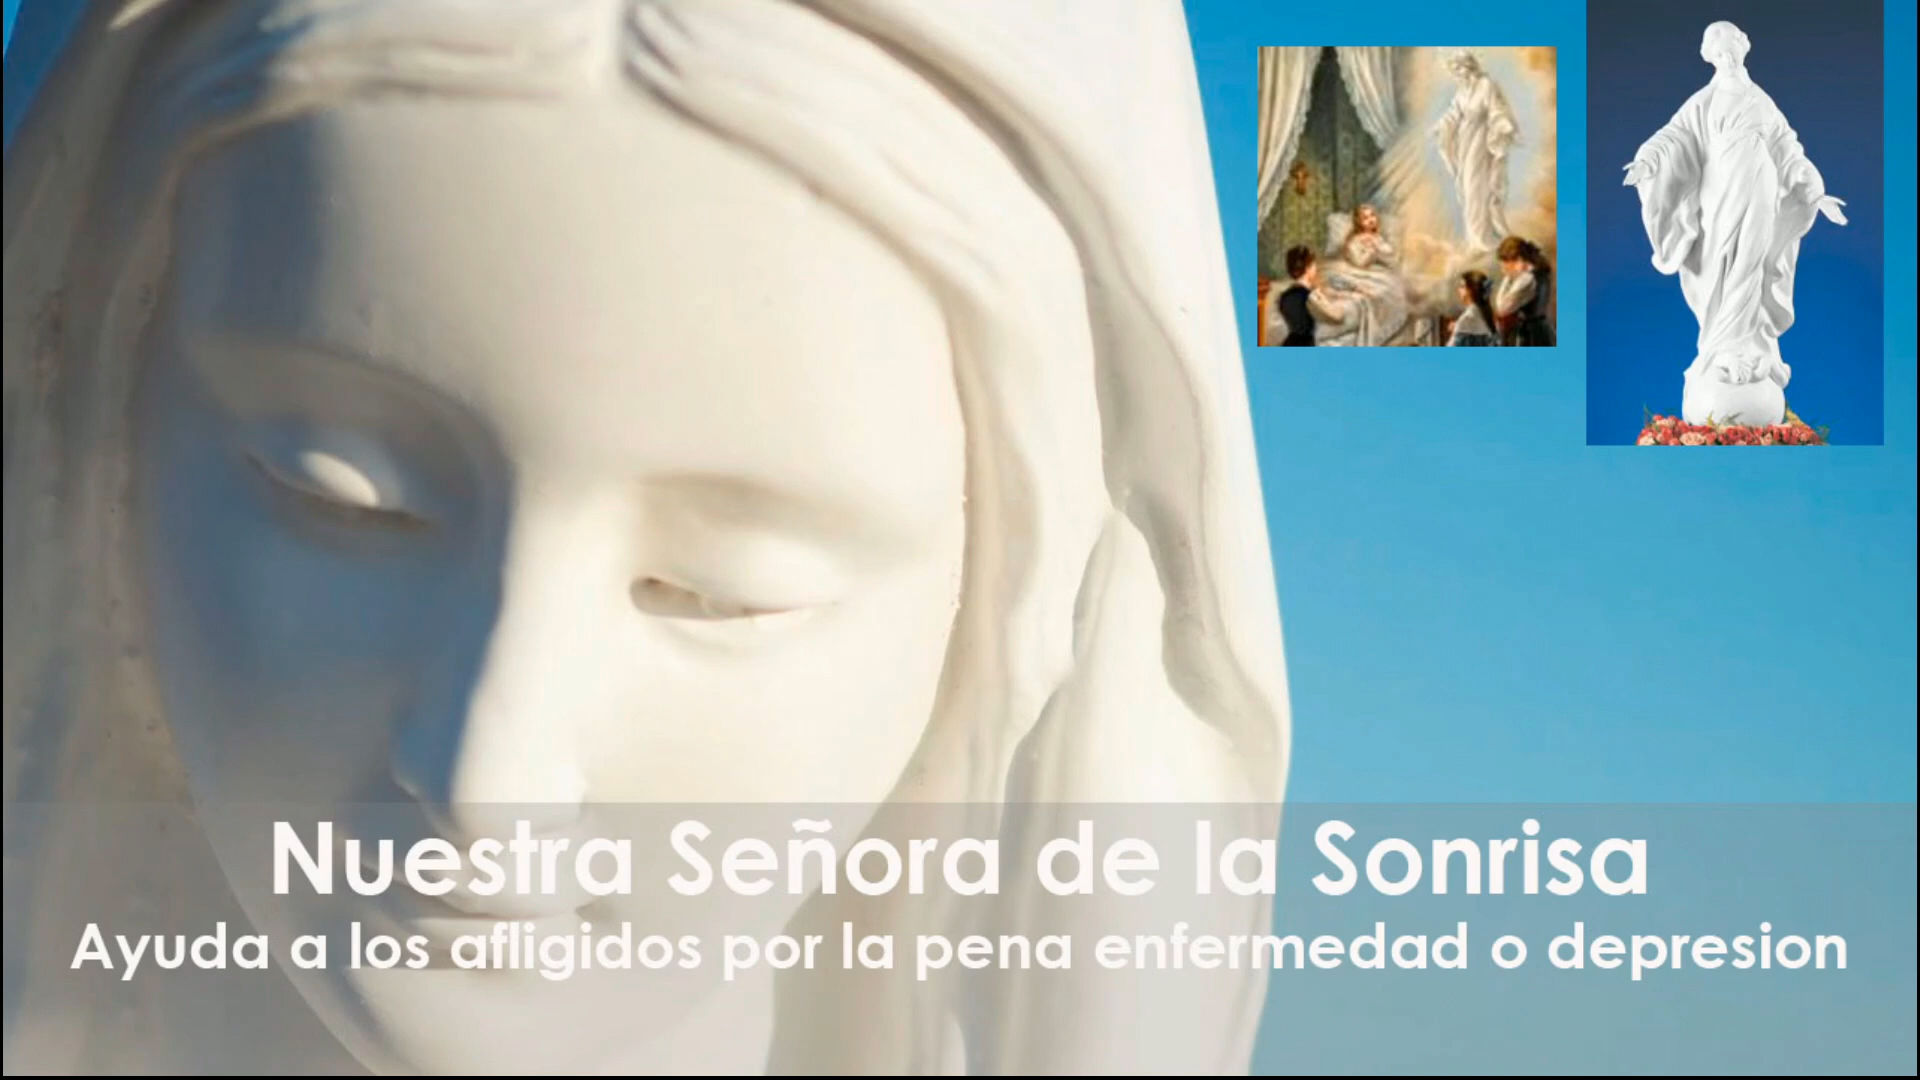 Nuestra Señora de la Sonrisa
Ayuda a los afligidos por la pena enfermedad o depresion